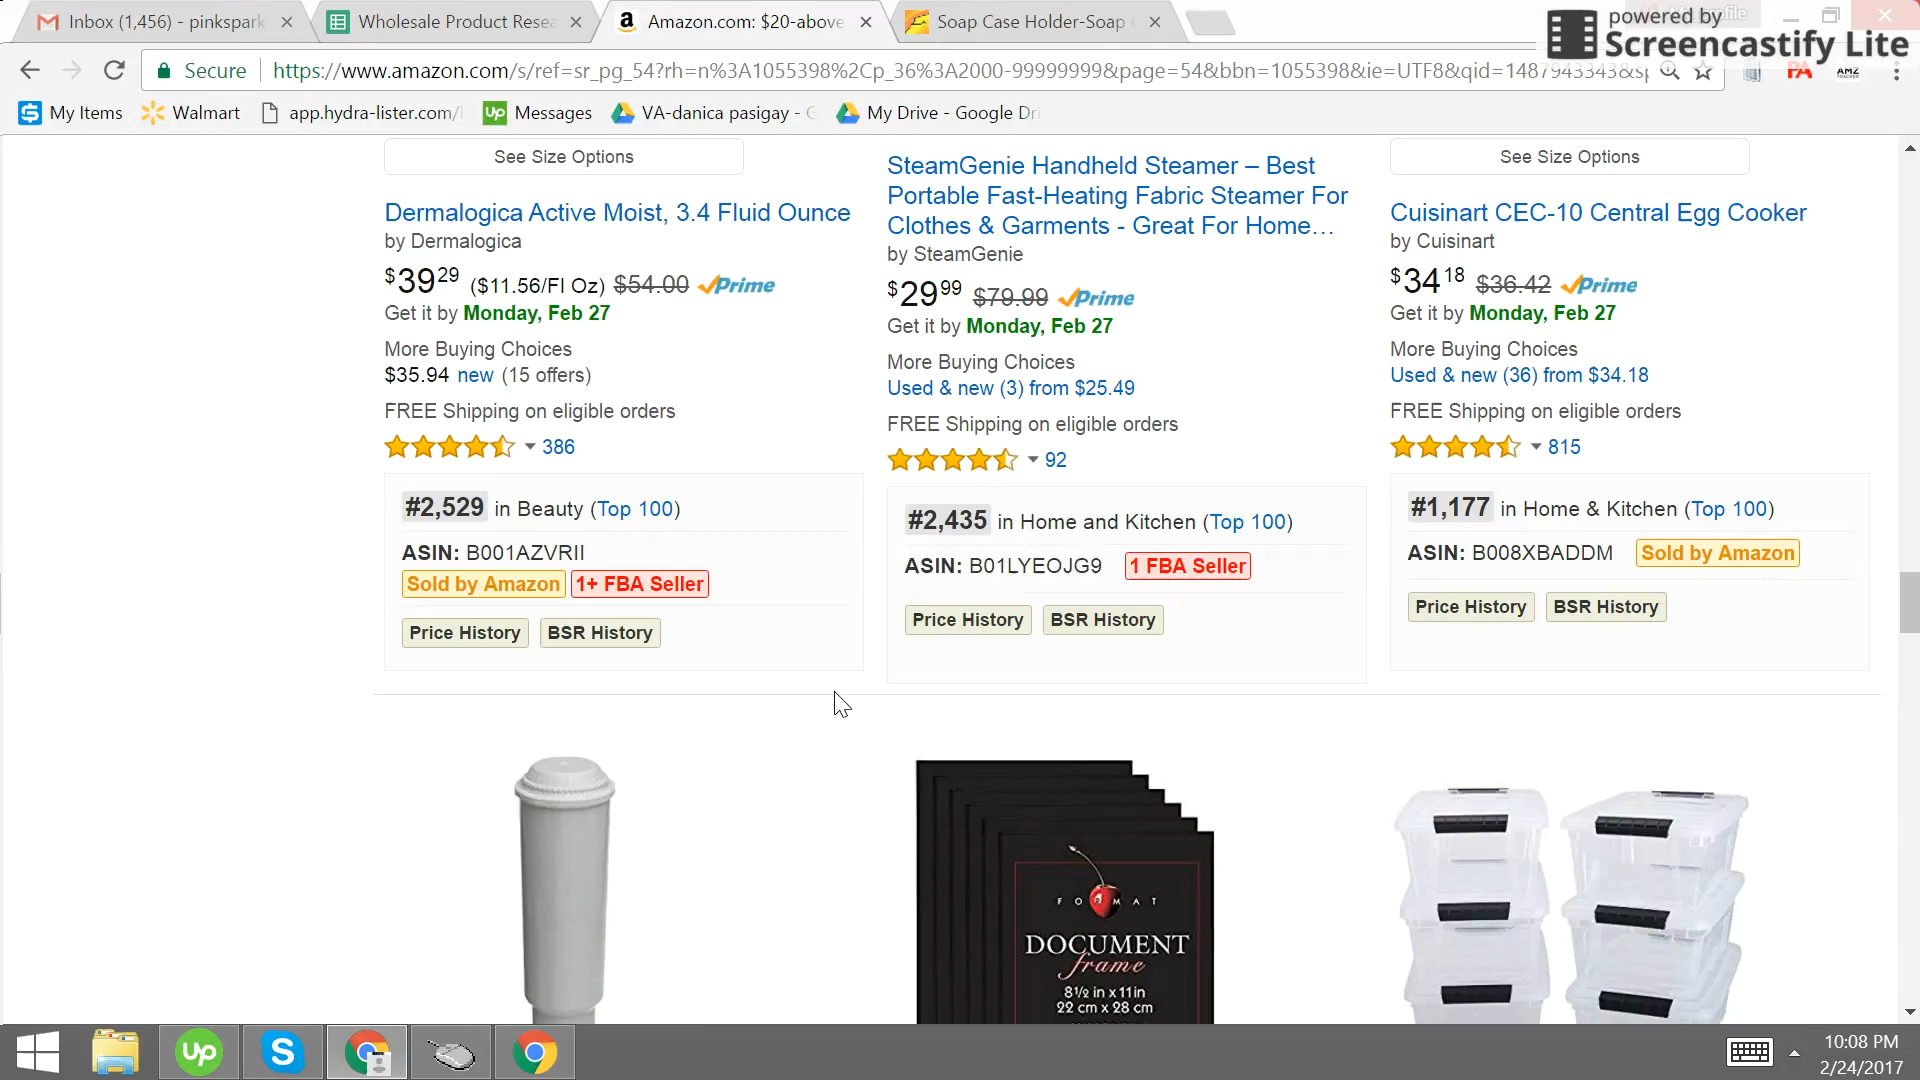 Inbox (1,456) - pinkspark
Wholesale Product Resea
Amazon.com: $20-above
Soap Case Holder-Soap
powered by
Screencastify Lite
Secure
https://www.amazon.com/s/ref=sr_pg_54?rh=n%3A1055398%2Cp_36%3A2000-99999999&page=54&bbn=1055398&ie=UTF8&qid=1487943343&sp
PA
AMZ
My Items
Walmart
app.hydra-lister.com/
Up
Messages
VA-danica pasigay - G
My Drive - Google Dri
See Size Options
Dermalogica Active Moist, 3.4 Fluid Ounce
by Dermalogica
$39 29 ($11.56/Fl Oz) $54.00 Prime
Get it by Monday, Feb 27
More Buying Choices
$35.94 new (15 offers)
FREE Shipping on eligible orders
386
#2,529 in Beauty (Top 100)
ASIN: B001AZVRII
Sold by Amazon 1+ FBA Seller
Price History BSR History
SteamGenie Handheld Steamer – Best
Portable Fast-Heating Fabric Steamer For
Clothes & Garments - Great For Home…
by SteamGenie
$29 99 $79.99 Prime
Get it by Monday, Feb 27
More Buying Choices
Used & new (3) from $25.49
FREE Shipping on eligible orders
92
#2,435 in Home and Kitchen (Top 100)
ASIN: B01LYEOJG9 1 FBA Seller
Price History BSR History
See Size Options
Cuisinart CEC-10 Central Egg Cooker
by Cuisinart
$34 18 $36.42 Prime
Get it by Monday, Feb 27
More Buying Choices
Used & new (36) from $34.18
FREE Shipping on eligible orders
815
#1,177 in Home & Kitchen (Top 100)
ASIN: B008XBADDM Sold by Amazon
Price History BSR History
FORMAT
DOCUMENT
frame
8½ in x 11in
22 cm x 28 cm
Up
10:08 PM
2/24/2017